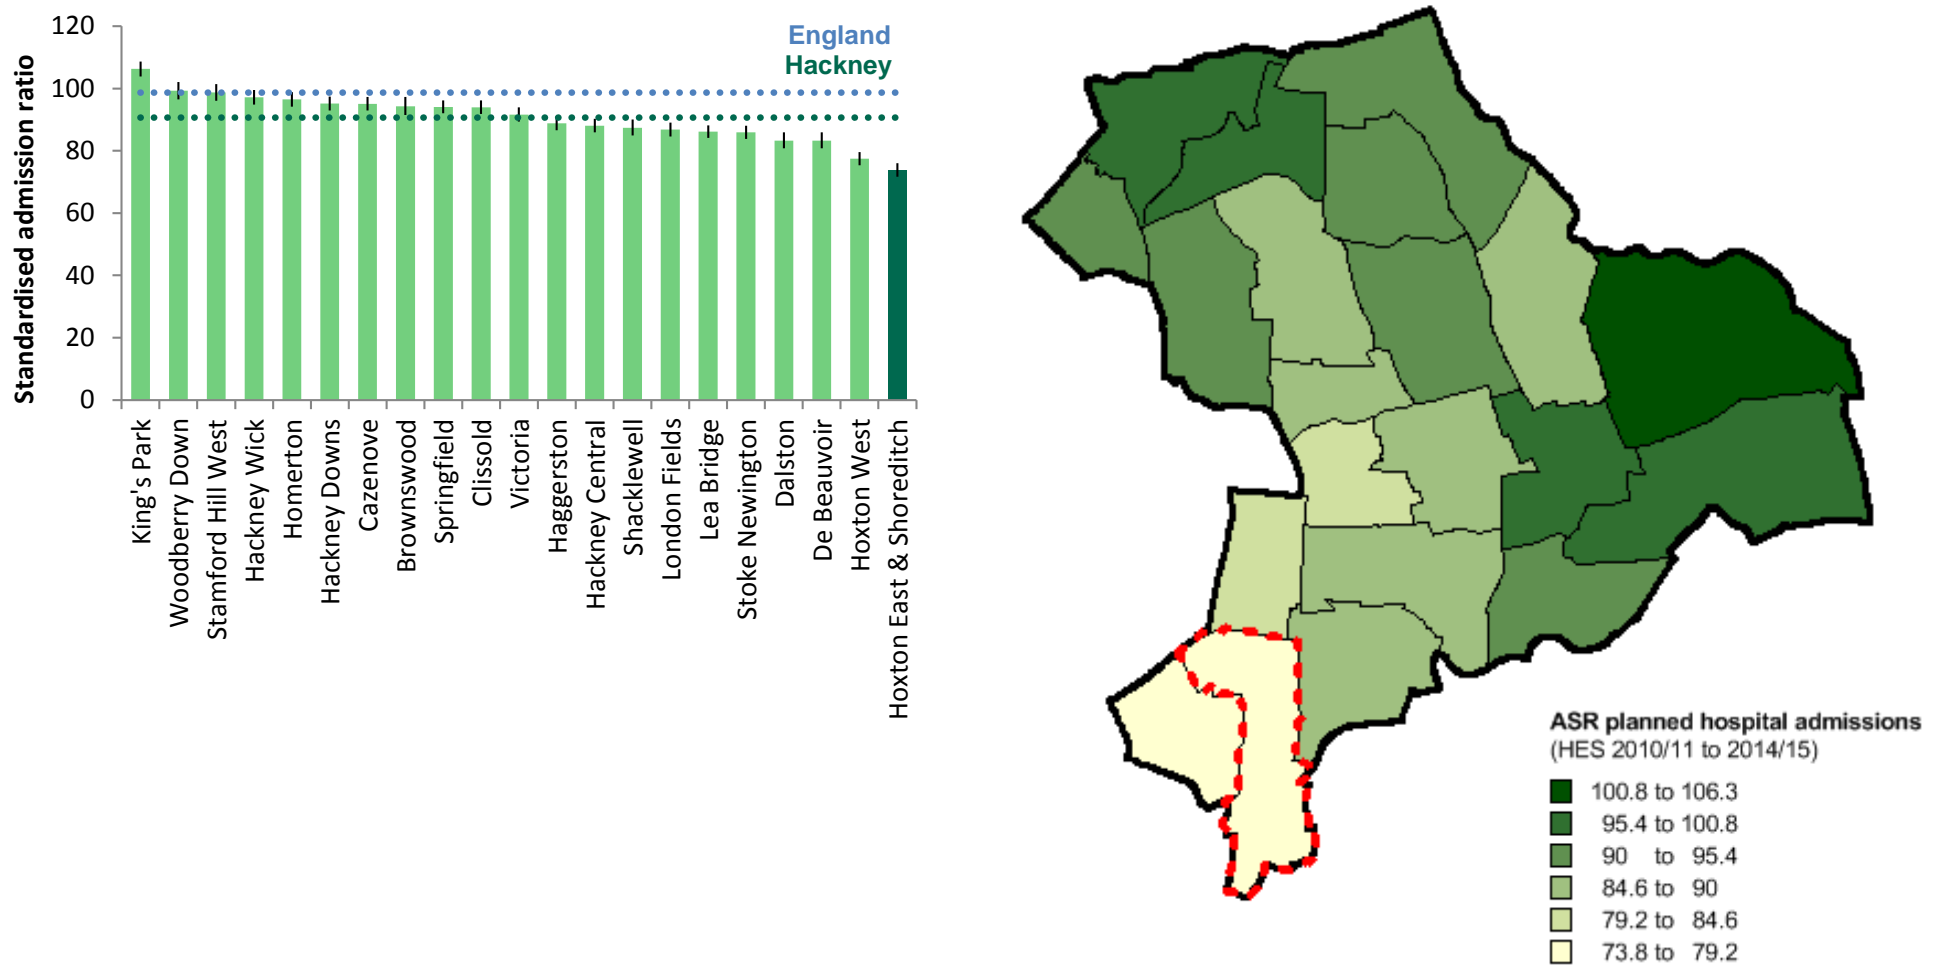 120
100
80
60
40
20
0
Standardised admission ratio
England
Hackney
King's Park
Woodberry Down
Stamford Hill West
Hackney Wick
Homerton
Hackney Downs
Cazenove
Brownswood
Springfield
Clissold
Victoria
Haggerston
Hackney Central
Shacklewell
London Fields
Lea Bridge
Stoke Newington
Dalston
De Beauvoir
Hoxton West
Hoxton East & Shoreditch
ASR planned hospital admissions
(HES 2010/11 to 2014/15)
100.8 to 106.3
95.4 to 100.8
90 to 95.4
84.6 to 90
79.2 to 84.6
73.8 to 79.2